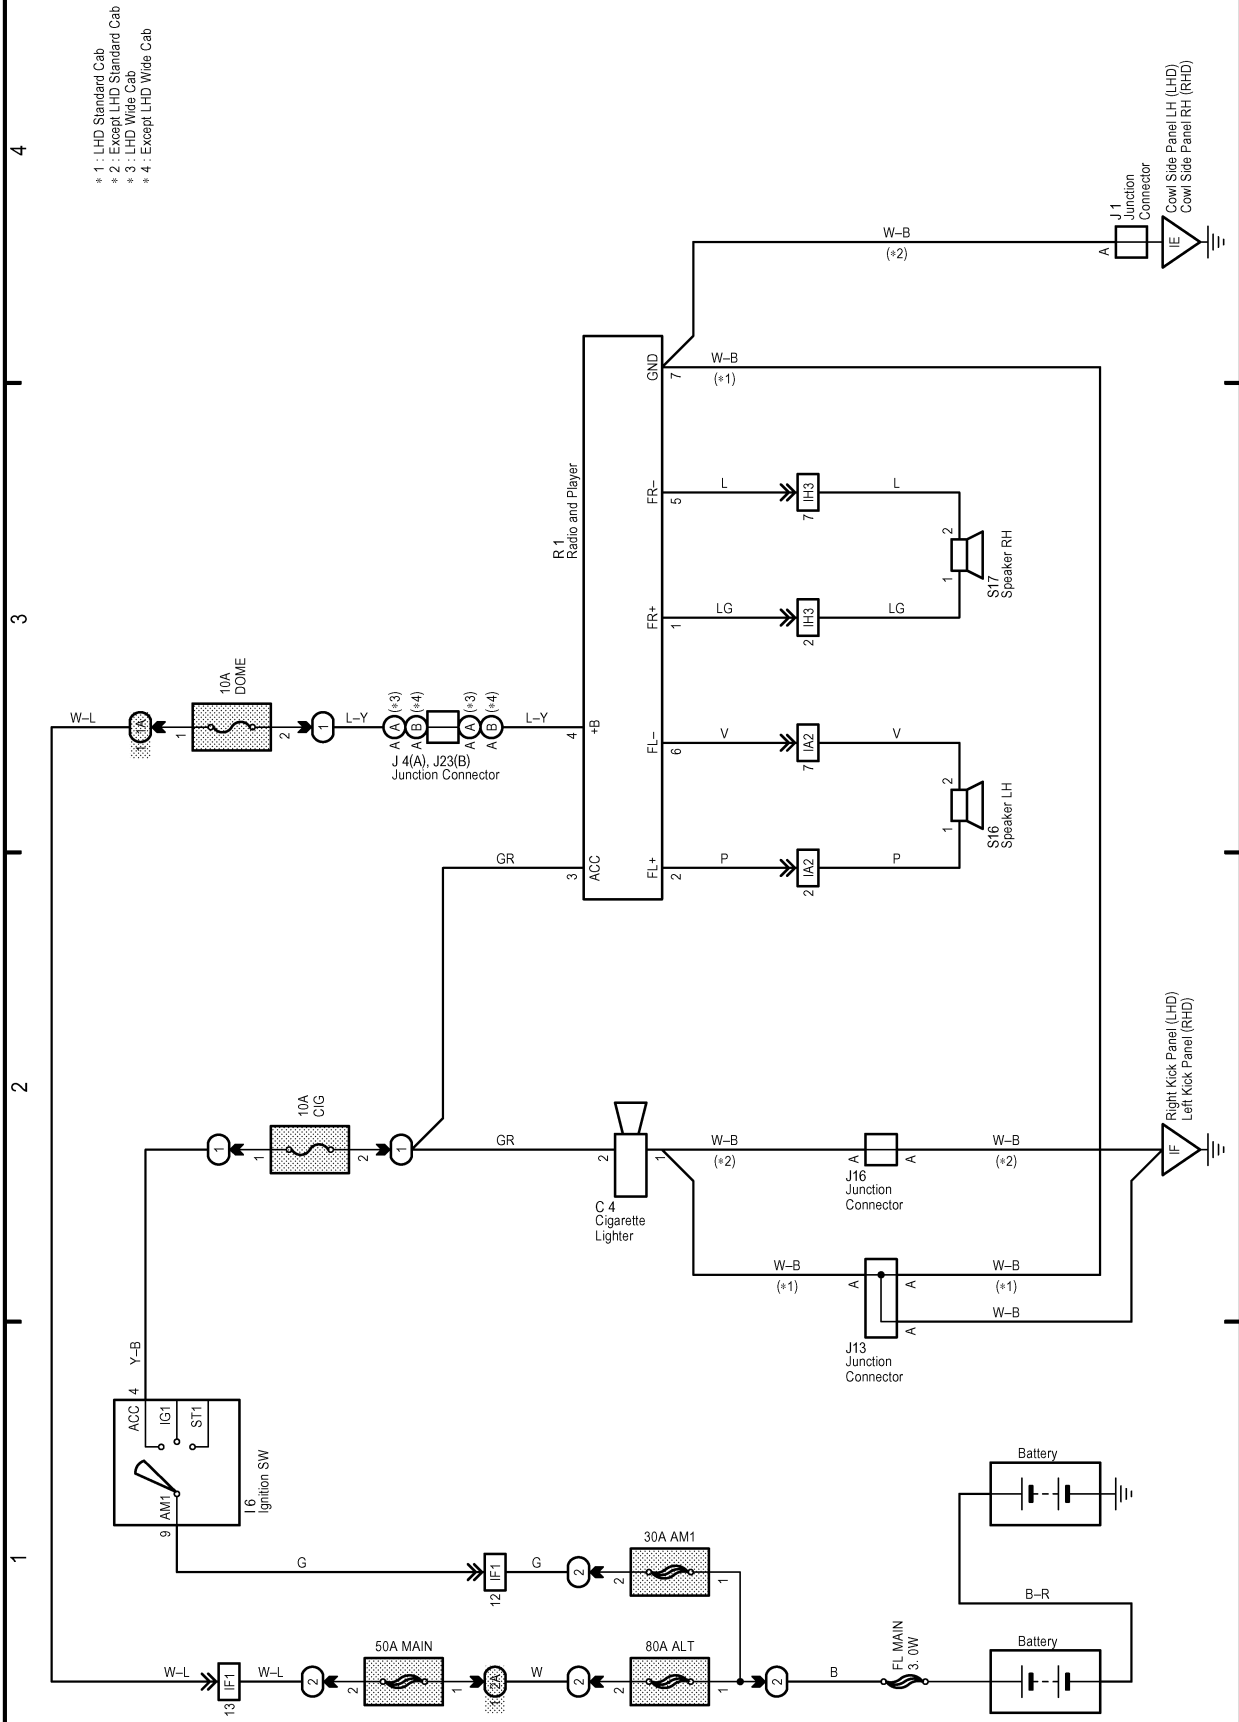 * 1 : LHD Standard Cab
* 2 : Except LHD Standard Cab
* 3 : LHD Wide Cab
* 4 : Except LHD Wide Cab
1
2
3
4
W–L
1
10A
DOME
2
1
L–Y
A
A
(*3)
A
B
(*4)
A
A
(*3)
A
B
(*4)
J 4(A), J23(B)
Junction Connector
L–Y
4
+B
R 1
Radio and Player
3
ACC
GR
FL+
2
FL–
6
FR+
1
FR–
5
GND
7
P
IA2
2
P
V
IA2
7
V
LG
IH3
2
LG
L
IH3
7
L
1
2
S16
Speaker LH
1
2
S17
Speaker RH
W–B
(*1)
W–B
(*2)
A
J 1
Junction
Connector
IE
Cowl Side Panel LH (LHD)
Cowl Side Panel RH (RHD)
1
1
10A
CIG
2
1
GR
2
C 4
Cigarette
Lighter
1
W–B
(*2)
A
J16
Junction
Connector
A
W–B
(*2)
IF
Right Kick Panel (LHD)
Left Kick Panel (RHD)
W–B
(*1)
A
J13
Junction
Connector
A
A
W–B
(*1)
W–B
Y–B
4
ACC
IG1
ST1
AM1
9
I 6
Ignition SW
G
IF1
12
G
2
2
30A AM1
1
W–L
IF1
13
W–L
2
2
50A MAIN
1
2A
W
2
2
80A ALT
1
2
B
FL MAIN
3. 0W
Battery
B–R
Battery